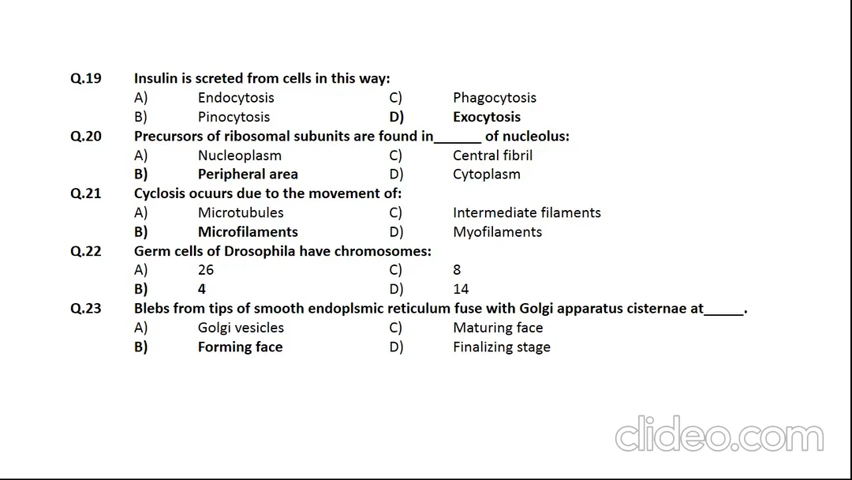 Q.19 Insulin is screted from cells in this way:
A) Endocytosis C) Phagocytosis
B) Pinocytosis D) Exocytosis
Q.20 Precursors of ribosomal subunits are found in______ of nucleolus:
A) Nucleoplasm C) Central fibril
B) Peripheral area D) Cytoplasm
Q.21 Cyclosis ocuurs due to the movement of:
A) Microtubules C) Intermediate filaments
B) Microfilaments D) Myofilaments
Q.22 Germ cells of Drosophila have chromosomes:
A) 26 C) 8
B) 4 D) 14
Q.23 Blebs from tips of smooth endoplsmic reticulum fuse with Golgi apparatus cisternae at_____.
A) Golgi vesicles C) Maturing face
B) Forming face D) Finalizing stage
clideo.com